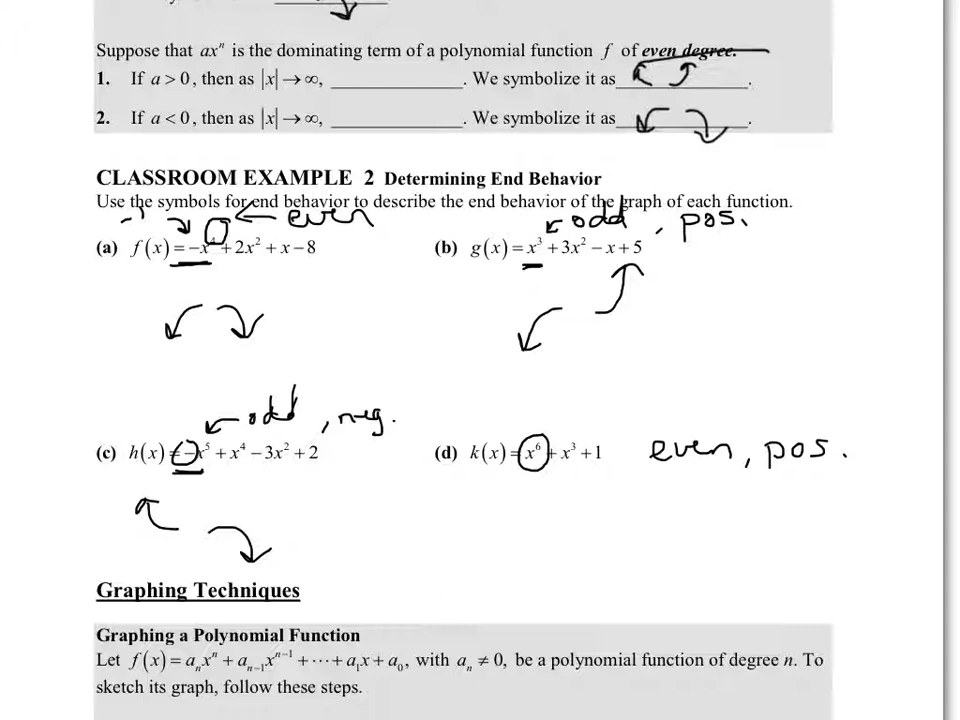 Suppose that axⁿ is the dominating term of a polynomial function f of even degree.
1. If a > 0, then as |x| → ∞, ______________. We symbolize it as______________.
2. If a < 0, then as |x| → ∞, ______________. We symbolize it as______________.
CLASSROOM EXAMPLE 2 Determining End Behavior
Use the symbols for end behavior to describe the end behavior of the graph of each function.
-1 even
odd, pos.
(a) f(x) = −x⁴ + 2x² + x − 8
(b) g(x) = x³ + 3x² − x + 5
odd, neg.
(c) h(x) = −x⁵ + x⁴ − 3x² + 2
(d) k(x) = x⁶ + x³ + 1 even, pos.
Graphing Techniques
Graphing a Polynomial Function
Let f(x) = aₙxⁿ + aₙ₋₁xⁿ⁻¹ + ··· + a₁x + a₀, with aₙ ≠ 0, be a polynomial function of degree n. To
sketch its graph, follow these steps.